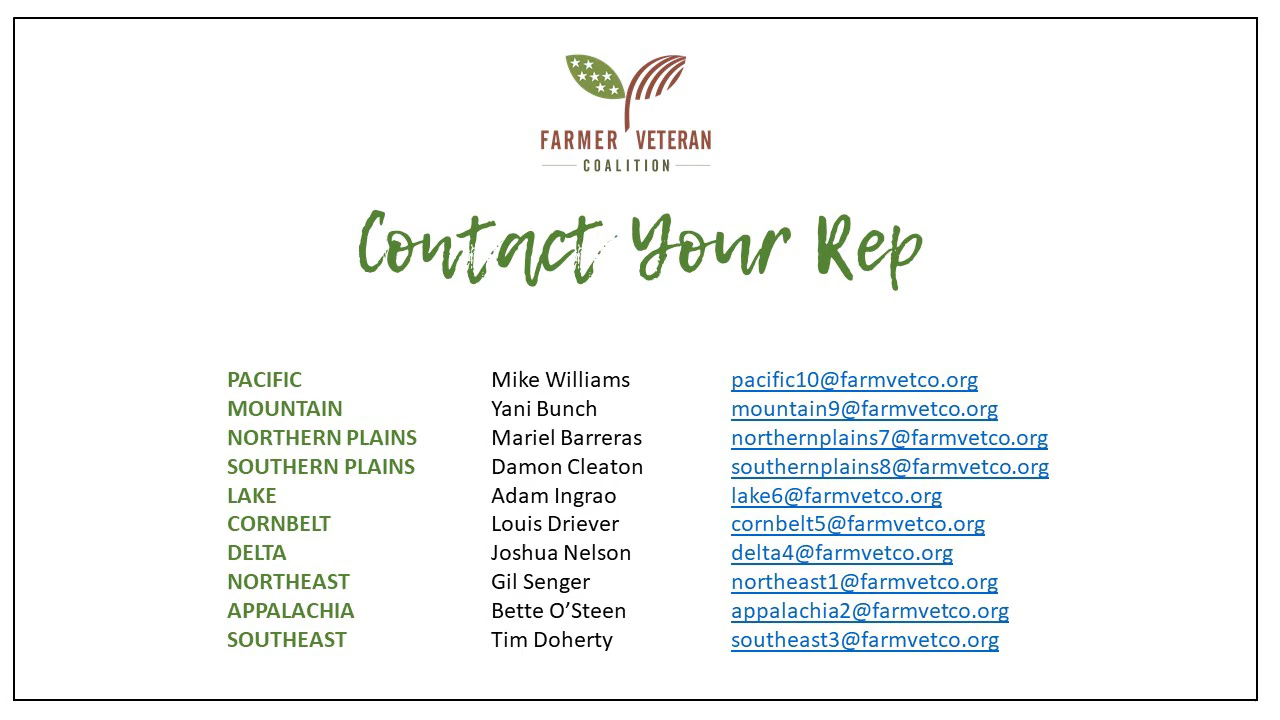 FARMER VETERAN
COALITION
Contact Your Rep
PACIFIC Mike Williams pacific10@farmvetco.org
MOUNTAIN Yani Bunch mountain9@farmvetco.org
NORTHERN PLAINS Mariel Barreras northernplains7@farmvetco.org
SOUTHERN PLAINS Damon Cleaton southernplains8@farmvetco.org
LAKE Adam Ingrao lake6@farmvetco.org
CORNBELT Louis Driever cornbelt5@farmvetco.org
DELTA Joshua Nelson delta4@farmvetco.org
NORTHEAST Gil Senger northeast1@farmvetco.org
APPALACHIA Bette O’Steen appalachia2@farmvetco.org
SOUTHEAST Tim Doherty southeast3@farmvetco.org